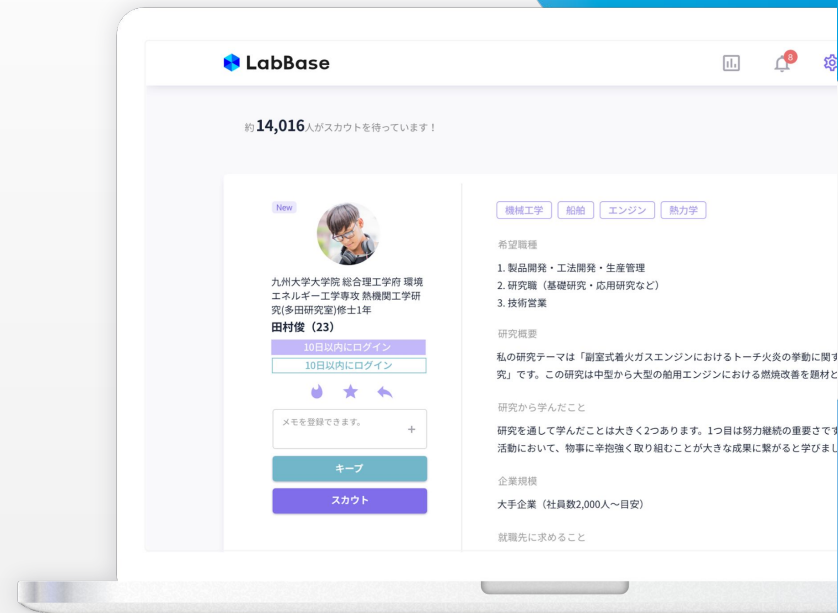 LabBase
8
約14,016人がスカウトを待っています！
New
九州大学大学院 総合理工学府 環境
エネルギー工学専攻 熱機関工学研
究(多田研究室)修士1年
田村俊（23）
10日以内にログイン
10日以内にログイン
メモを登録できます。
+
キープ
スカウト
機械工学 船舶 エンジン 熱力学
希望職種
1. 製品開発・工法開発・生産管理
2. 研究職（基礎研究・応用研究など）
3. 技術営業
研究概要
私の研究テーマは「副室式着火ガスエンジンにおけるトーチ火炎の挙動に関す
究」です。この研究は中型から大型の舶用エンジンにおける燃焼改善を題材と
研究から学んだこと
研究を通して学んだことは大きく2つあります。1つ目は努力継続の重要さです
活動において、物事に辛抱強く取り組むことが大きな成果に繋がると学びまし
企業規模
大手企業（社員数2,000人〜目安）
就職先に求めること